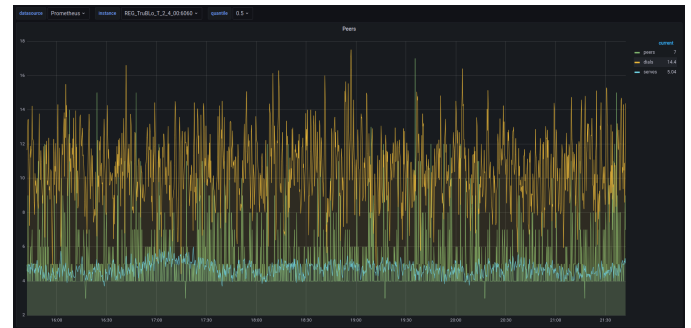 datasource Prometheus instance REG_TruBLo_T_2_4_00:6060 quantile 0.5
Peers
current
peers 7
dials 14.4
serves 5.04
18
16
14
12
10
8
6
4
2
16:00 16:30 17:00 17:30 18:00 18:30 19:00 19:30 20:00 20:30 21:00 21:30